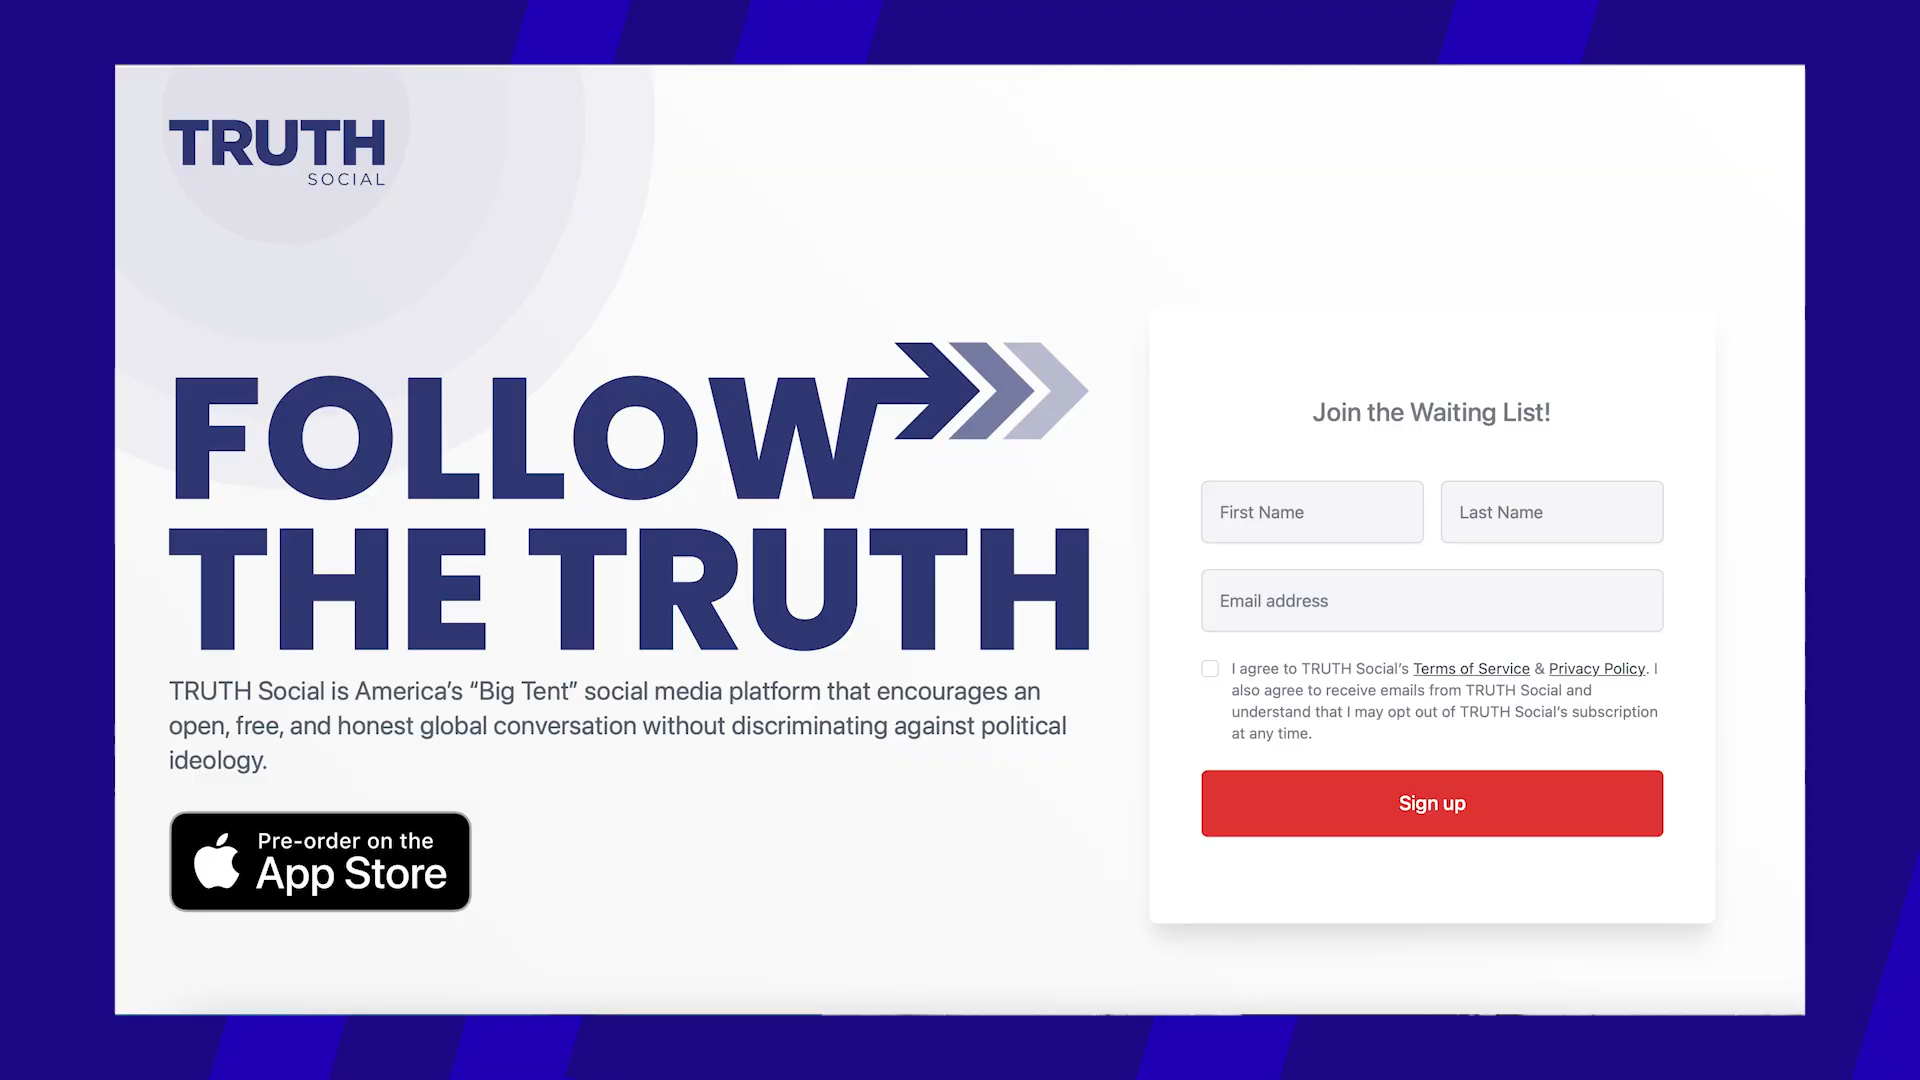 TRUTH
SOCIAL
FOLLOW
THE TRUTH
TRUTH Social is America’s “Big Tent” social media platform that encourages an
open, free, and honest global conversation without discriminating against political
ideology.
Pre-order on the
App Store
Join the Waiting List!
First Name
Last Name
Email address
I agree to TRUTH Social’s Terms of Service & Privacy Policy. I
also agree to receive emails from TRUTH Social and
understand that I may opt out of TRUTH Social’s subscription
at any time.
Sign up